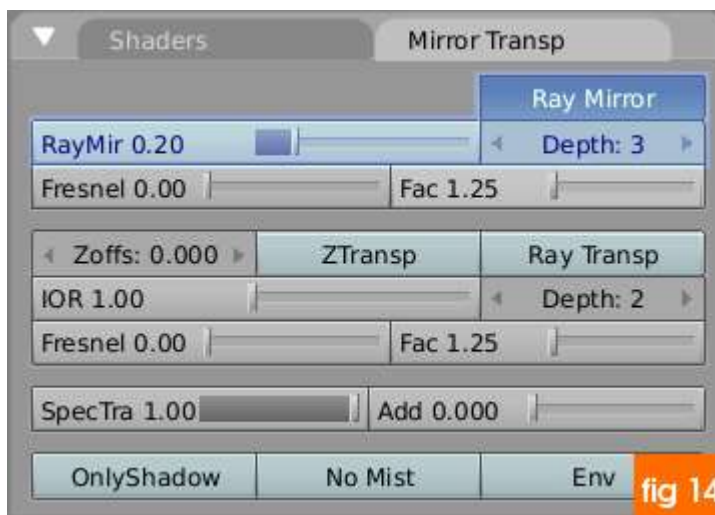 Shaders Mirror Transp
Ray Mirror
RayMir 0.20 Depth: 3
Fresnel 0.00 Fac 1.25
Zoffs: 0.000 ZTransp Ray Transp
IOR 1.00 Depth: 2
Fresnel 0.00 Fac 1.25
SpecTra 1.00 Add 0.000
OnlyShadow No Mist Env
fig 14